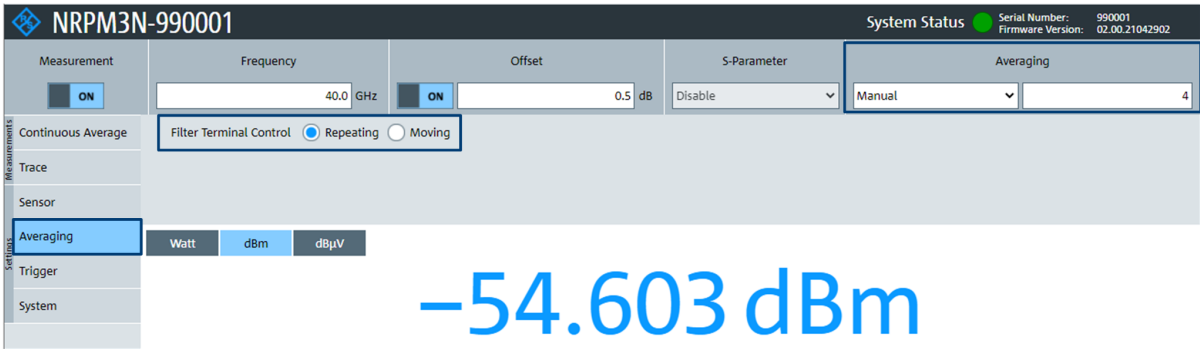 NRPM3N-990001
System Status
Serial Number: 990001
Firmware Version: 02.00.21042902
Measurement
Frequency
Offset
S-Parameter
Averaging
ON
40.0 GHz
ON
0.5 dB
Disable
Manual
4
Measurements
Continuous Average
Filter Terminal Control Repeating Moving
Trace
Settings
Sensor
Averaging
Trigger
System
Watt
dBm
dBµV
−54.603 dBm